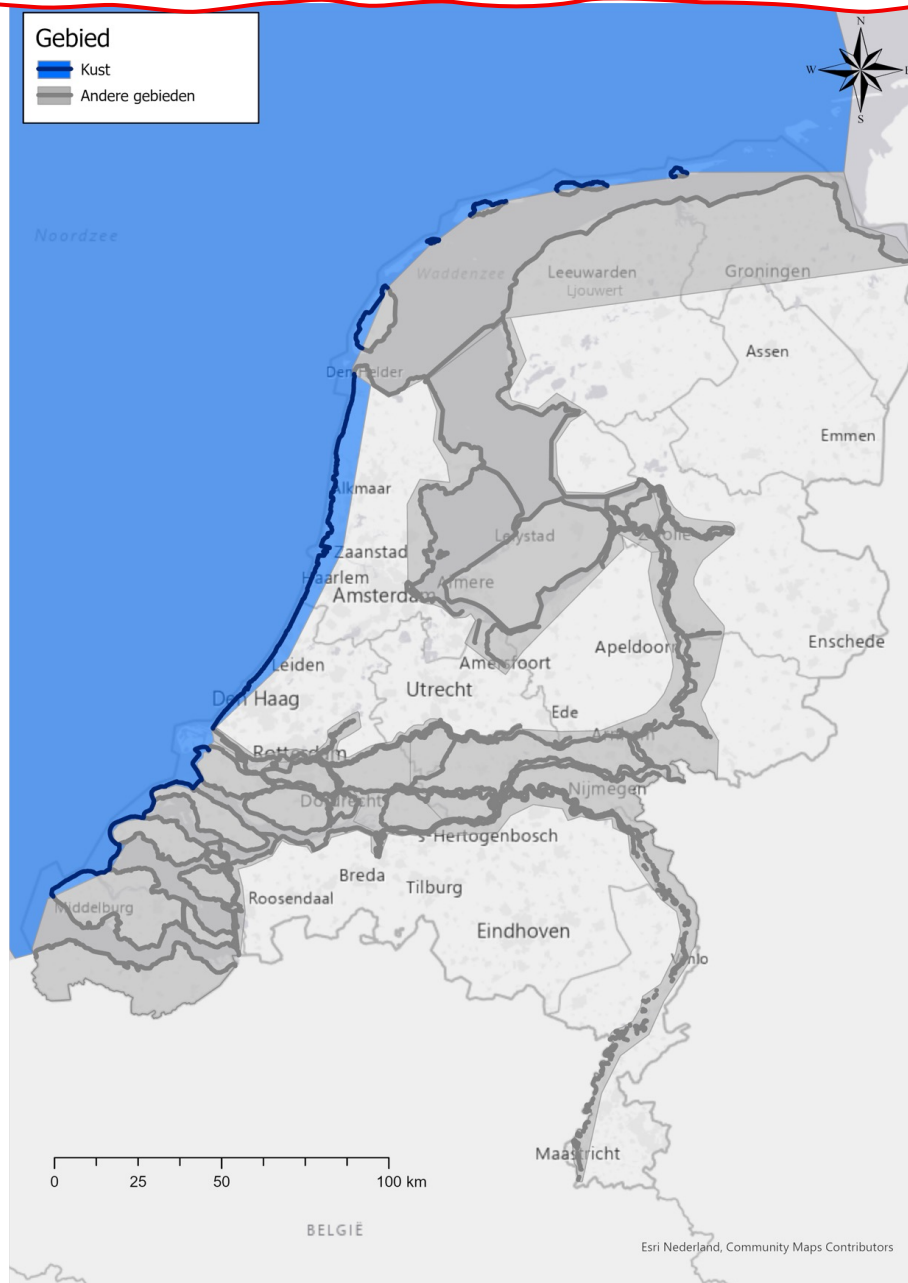 Gebied
Kust
Andere gebieden
N
W
E
S
Noordzee
Waddenzee
Leeuwarden
Ljouwert
Groningen
Assen
Den Helder
Emmen
Alkmaar
Lelystad
Zwolle
Zaanstad
Haarlem
Almere
Amsterdam
Enschede
Apeldoorn
Leiden
Amersfoort
Utrecht
Den Haag
Ede
Arnhem
Rotterdam
Nijmegen
Dordrecht
's-Hertogenbosch
Breda
Tilburg
Roosendaal
Middelburg
Eindhoven
Venlo
Maastricht
0 25 50 100 km
BELGIË
Esri Nederland, Community Maps Contributors